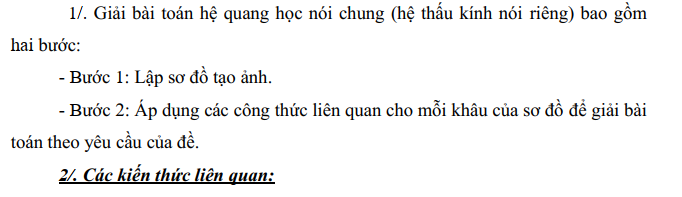 1/. Giải bài toán hệ quang học nói chung (hệ thấu kính nói riêng) bao gồm
hai bước:
- Bước 1: Lập sơ đồ tạo ảnh.
- Bước 2: Áp dụng các công thức liên quan cho mỗi khâu của sơ đồ để giải bài
toán theo yêu cầu của đề.
2/. Các kiến thức liên quan: